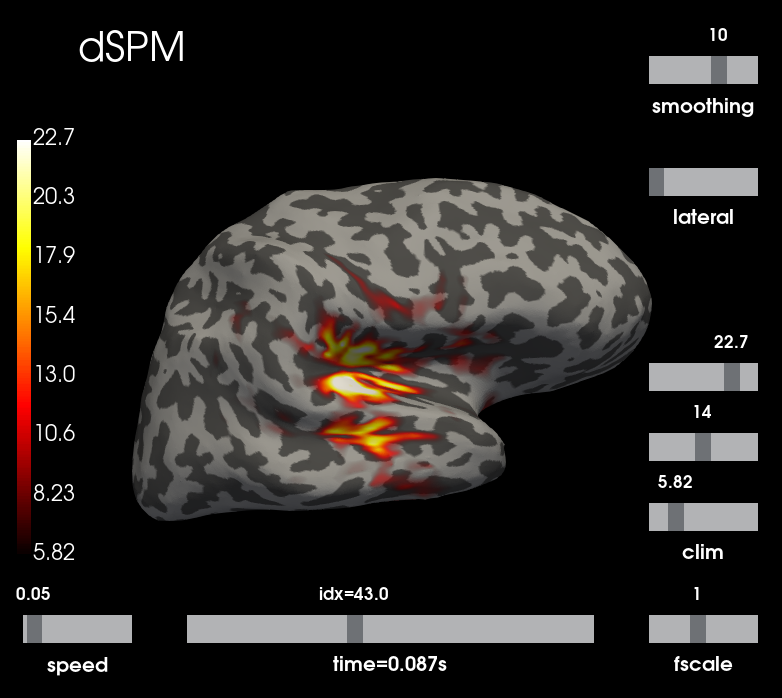 dSPM
10
smoothing
lateral
22.7
20.3
17.9
15.4
13.0
10.6
8.23
5.82
22.7
14
5.82
clim
0.05
speed
idx=43.0
time=0.087s
1
fscale